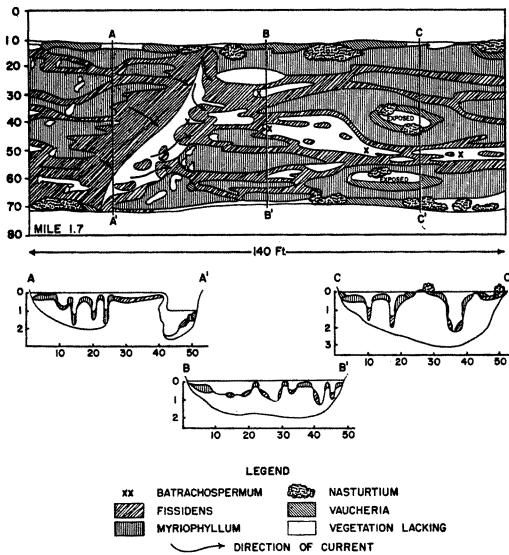 A B C
0
10
20
30
40
50
60
70
80
EXPOSED
EXPOSED
X X X
A' B' C'
MILE 1.7
140 Ft.
A A'
0
1
2
10 20 30 40 50
C C
0
1
2
3
10 20 30 40 50
B B'
0
1
2
10 20 30 40 50
LEGEND
XX BATRACHOSPERMUM NASTURTIUM
FISSIDENS VAUCHERIA
MYRIOPHYLLUM VEGETATION LACKING
DIRECTION OF CURRENT